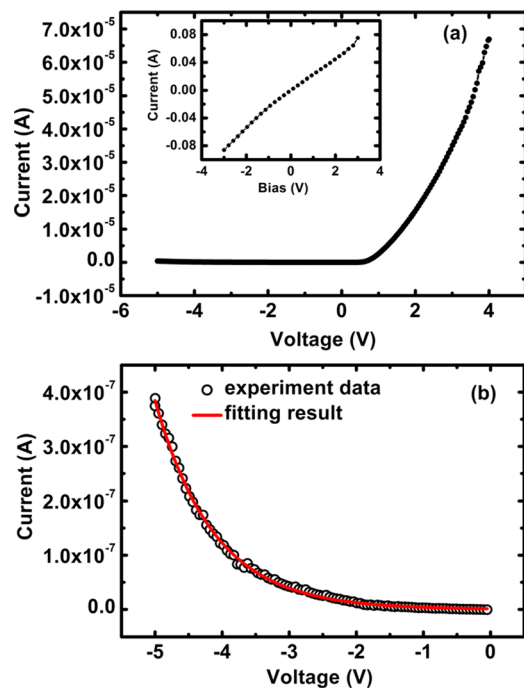 7.0x10⁻⁵
6.0x10⁻⁵
5.0x10⁻⁵
4.0x10⁻⁵
3.0x10⁻⁵
2.0x10⁻⁵
1.0x10⁻⁵
0.0
-1.0x10⁻⁵
Current (A)
(a)
0.08
0.04
0.00
-0.04
-0.08
Current (A)
-4 -2 0 2 4
Bias (V)
-6 -4 -2 0 2 4
Voltage (V)
(b)
experiment data
fitting result
4.0x10⁻⁷
3.0x10⁻⁷
2.0x10⁻⁷
1.0x10⁻⁷
0.0
Current (A)
-5 -4 -3 -2 -1 0
Voltage (V)